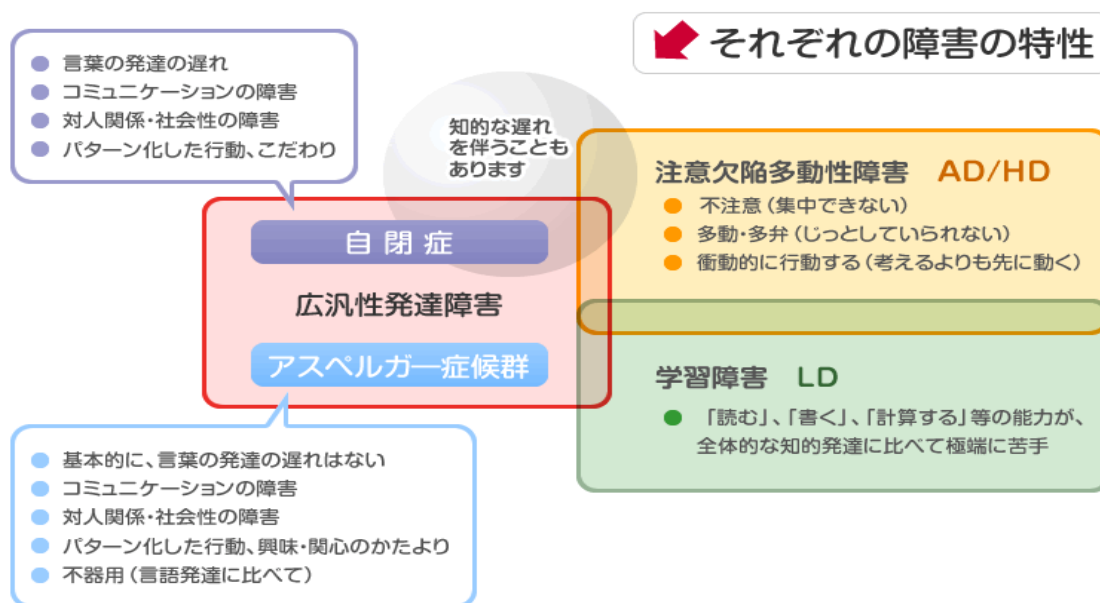 それぞれの障害の特性
言葉の発達の遅れ
コミュニケーションの障害
対人関係・社会性の障害
パターン化した行動、こだわり
知的な遅れ
を伴うことも
あります
自閉症
広汎性発達障害
アスペルガー症候群
基本的に、言葉の発達の遅れはない
コミュニケーションの障害
対人関係・社会性の障害
パターン化した行動、興味・関心のかたより
不器用（言語発達に比べて）
注意欠陥多動性障害 AD/HD
不注意（集中できない）
多動・多弁（じっとしていられない）
衝動的に行動する（考えるよりも先に動く）
学習障害 LD
「読む」、「書く」、「計算する」等の能力が、
全体的な知的発達に比べて極端に苦手